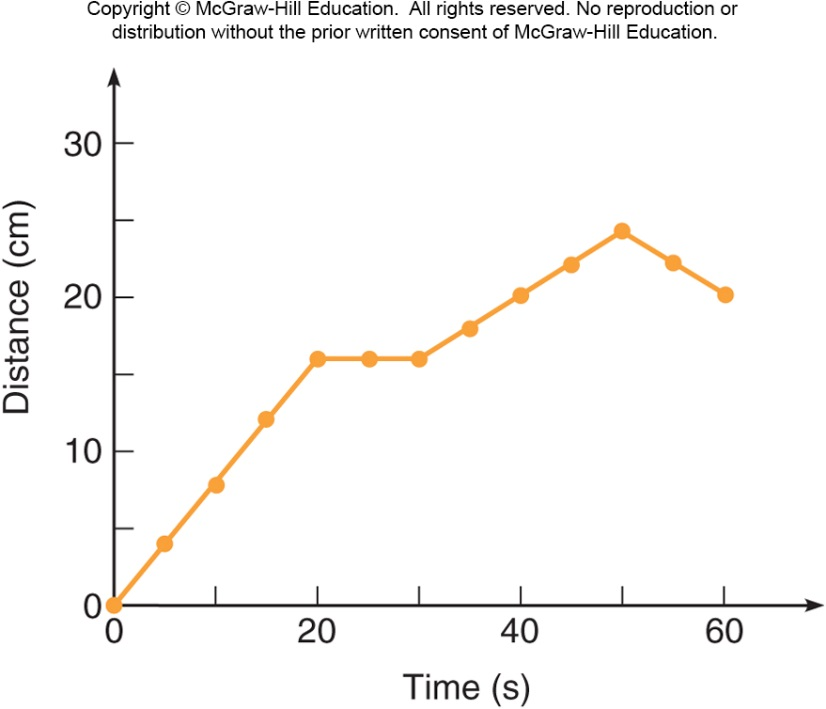 Copyright © McGraw-Hill Education.  All rights reserved. No reproduction or
distribution without the prior written consent of McGraw-Hill Education.
Distance (cm)
30
20
10
0
0 20 40 60
Time (s)